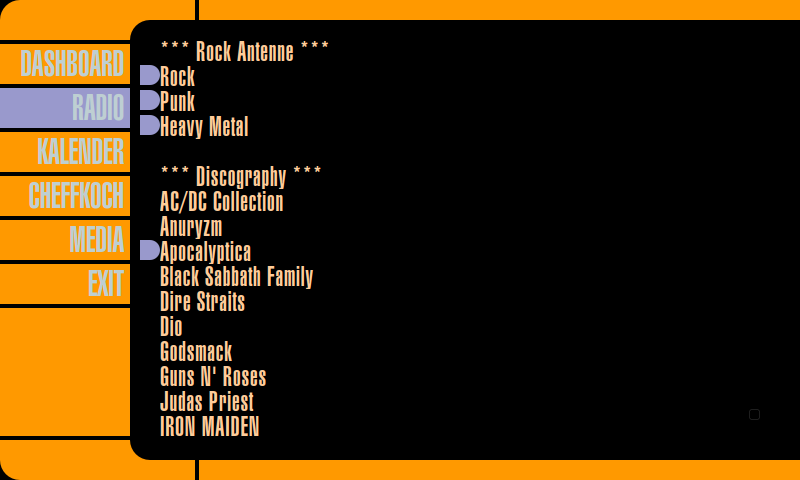 DASHBOARD
RADIO
KALENDER
CHEFFKOCH
MEDIA
EXIT
*** Rock Antenne ***
Rock
Punk
Heavy Metal
*** Discography ***
AC/DC Collection
Anuryzm
Apocalyptica
Black Sabbath Family
Dire Straits
Dio
Godsmack
Guns N' Roses
Judas Priest
IRON MAIDEN